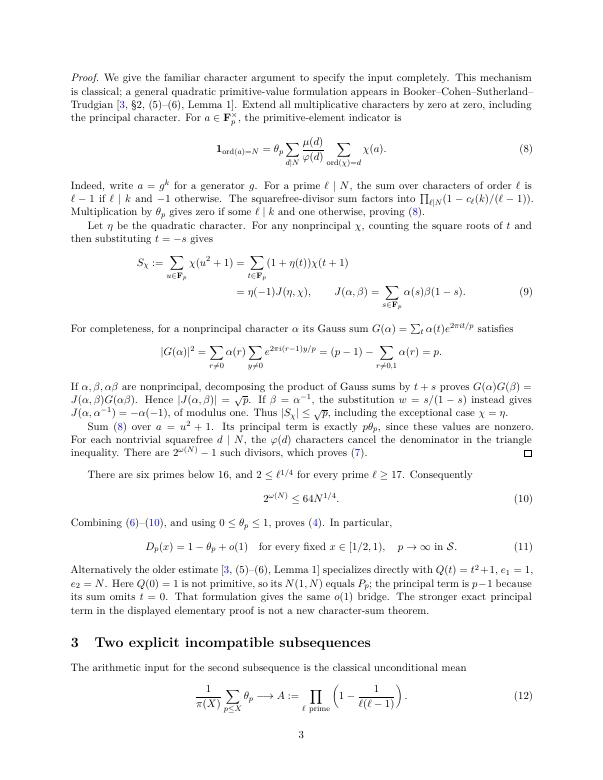 Proof. We give the familiar character argument to specify the input completely. This mechanism
is classical; a general quadratic primitive-value formulation appears in Booker–Cohen–Sutherland–
Trudgian [3, §2, (5)–(6), Lemma 1]. Extend all multiplicative characters by zero at zero, including
the principal character. For a ∈ F_p^×, the primitive-element indicator is
1_{ord(a)=N} = θ_p ∑_{d|N} μ(d)/φ(d) ∑_{ord(χ)=d} χ(a). (8)
Indeed, write a = g^k for a generator g. For a prime ℓ | N, the sum over characters of order ℓ is
ℓ − 1 if ℓ | k and −1 otherwise. The squarefree-divisor sum factors into ∏_{ℓ|N}(1 − c_ℓ(k)/(ℓ − 1)).
Multiplication by θ_p gives zero if some ℓ | k and one otherwise, proving (8).
Let η be the quadratic character. For any nonprincipal χ, counting the square roots of t and
then substituting t = −s gives
S_χ := ∑_{u∈F_p} χ(u² + 1) = ∑_{t∈F_p} (1 + η(t))χ(t + 1)
= η(−1)J(η, χ), J(α, β) = ∑_{s∈F_p} α(s)β(1 − s). (9)
For completeness, for a nonprincipal character α its Gauss sum G(α) = ∑_t α(t)e^{2πit/p} satisfies
|G(α)|² = ∑_{r≠0} α(r) ∑_{y≠0} e^{2πi(r−1)y/p} = (p − 1) − ∑_{r≠0,1} α(r) = p.
If α, β, αβ are nonprincipal, decomposing the product of Gauss sums by t + s proves G(α)G(β) =
J(α, β)G(αβ). Hence |J(α, β)| = √p. If β = α^{−1}, the substitution w = s/(1 − s) instead gives
J(α, α^{−1}) = −α(−1), of modulus one. Thus |S_χ| ≤ √p, including the exceptional case χ = η.
Sum (8) over a = u² + 1. Its principal term is exactly pθ_p, since these values are nonzero.
For each nontrivial squarefree d | N, the φ(d) characters cancel the denominator in the triangle
inequality. There are 2^{ω(N)} − 1 such divisors, which proves (7). □
There are six primes below 16, and 2 ≤ ℓ^{1/4} for every prime ℓ ≥ 17. Consequently
2^{ω(N)} ≤ 64N^{1/4}. (10)
Combining (6)–(10), and using 0 ≤ θ_p ≤ 1, proves (4). In particular,
D_p(x) = 1 − θ_p + o(1) for every fixed x ∈ [1/2, 1), p → ∞ in S. (11)
Alternatively the older estimate [3, (5)–(6), Lemma 1] specializes directly with Q(t) = t²+1, e₁ = 1,
e₂ = N. Here Q(0) = 1 is not primitive, so its N(1, N) equals P_p; the principal term is p−1 because
its sum omits t = 0. That formulation gives the same o(1) bridge. The stronger exact principal
term in the displayed elementary proof is not a new character-sum theorem.
3 Two explicit incompatible subsequences
The arithmetic input for the second subsequence is the classical unconditional mean
1/π(X) ∑_{p≤X} θ_p ⟶ A := ∏_{ℓ prime} (1 − 1/(ℓ(ℓ − 1))). (12)
3